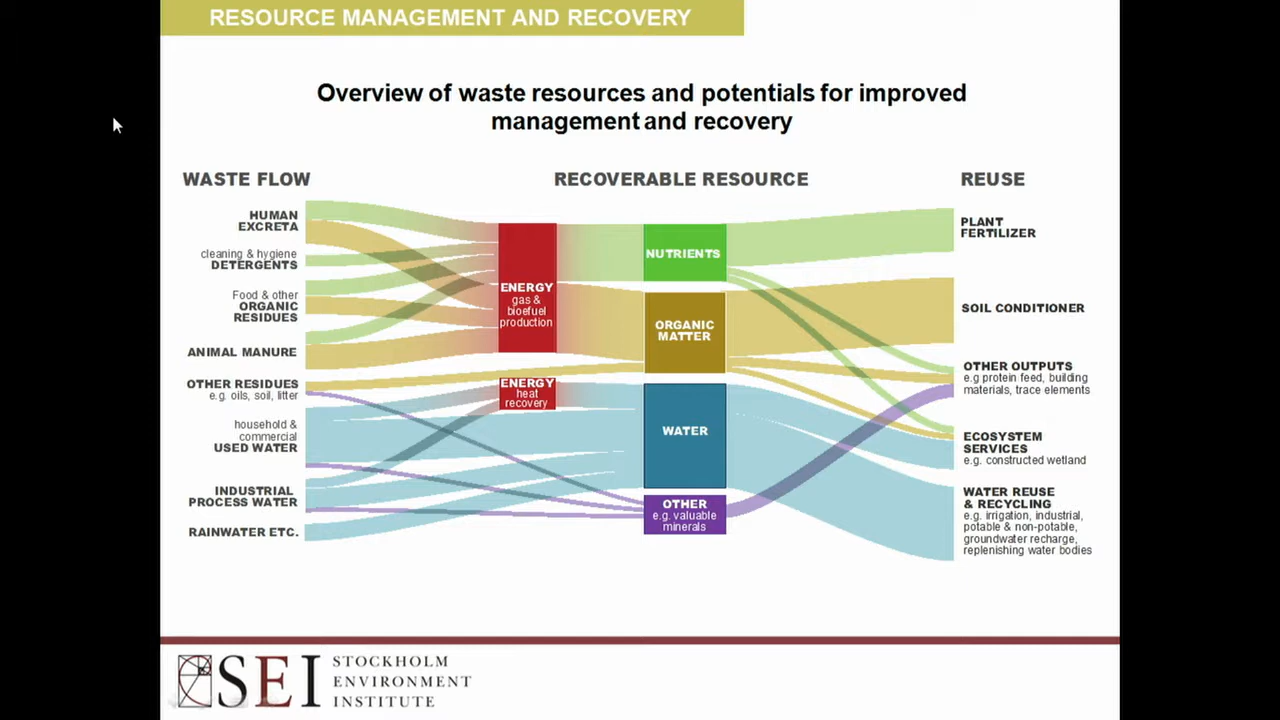 RESOURCE MANAGEMENT AND RECOVERY
Overview of waste resources and potentials for improved
management and recovery
WASTE FLOW
RECOVERABLE RESOURCE
REUSE
HUMAN
EXCRETA
cleaning & hygiene
DETERGENTS
Food & other
ORGANIC
RESIDUES
ANIMAL MANURE
OTHER RESIDUES
e.g. oils, soil, litter
household &
commercial
USED WATER
INDUSTRIAL
PROCESS WATER
RAINWATER ETC.
ENERGY
gas &
bioefuel
production
ENERGY
heat
recovery
NUTRIENTS
ORGANIC
MATTER
WATER
OTHER
e.g. valuable
minerals
PLANT
FERTILIZER
SOIL CONDITIONER
OTHER OUTPUTS
e.g protein feed, building
materials, trace elements
ECOSYSTEM
SERVICES
e.g. constructed wetland
WATER REUSE
& RECYCLING
e.g. irrigation, industrial,
potable & non-potable,
groundwater recharge,
replenishing water bodies
SEI
STOCKHOLM
ENVIRONMENT
INSTITUTE